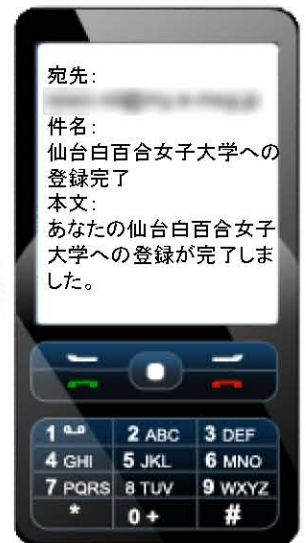 宛先:
件名:
仙台白百合女子大学への
登録完了
本文:
あなたの仙台白百合女子
大学への登録が完了しま
した。
1
2 ABC
3 DEF
4 GHI
5 JKL
6 MNO
7 PQRS
8 TUV
9 WXYZ
*
0 +
#